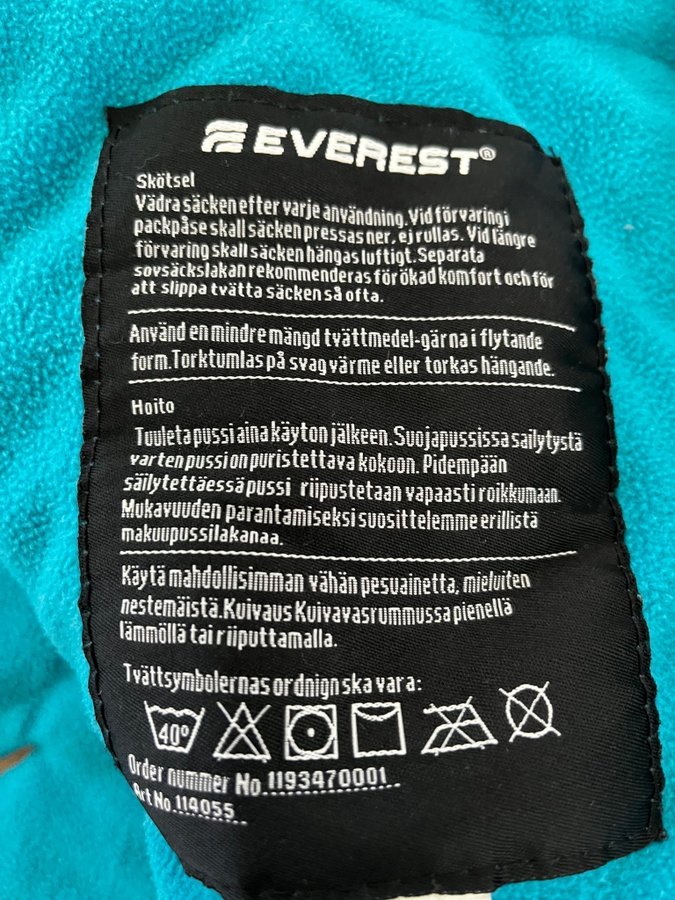 EVEREST®
Skötsel
Vädra säcken efter varje användning. Vid förvaring i
packpåse skall säcken pressas ner, ej rullas. Vid längre
förvaring skall säcken hängas luftigt. Separata
sovsäckslakan rekommenderas för ökad komfort och för
att slippa tvätta säcken så ofta.
Använd en mindre mängd tvättmedel-gärna i flytande
form. Torktumlas på svag värme eller torkas hängande.
Hoito
Tuuleta pussi aina käyton jälkeen. Suojapussissa sailytystä
varten pussi on puristettava kokoon. Pidempään
säilytettäessä pussi riipustetaan vapaasti roikkumaan.
Mukavuuden parantamiseksi suosittelemme erillistä
makuupussilakanaa.
Käytä mahdollisimman vähän pesuainetta, mieluiten
nestemäistä. Kuivaus Kuivavasrummussa pienellä
lämmöllä tai riiputtamalla.
Tvättsymbolernas ordnign ska vara:
40°
Order nummer No. 1193470001
Art No. 114055